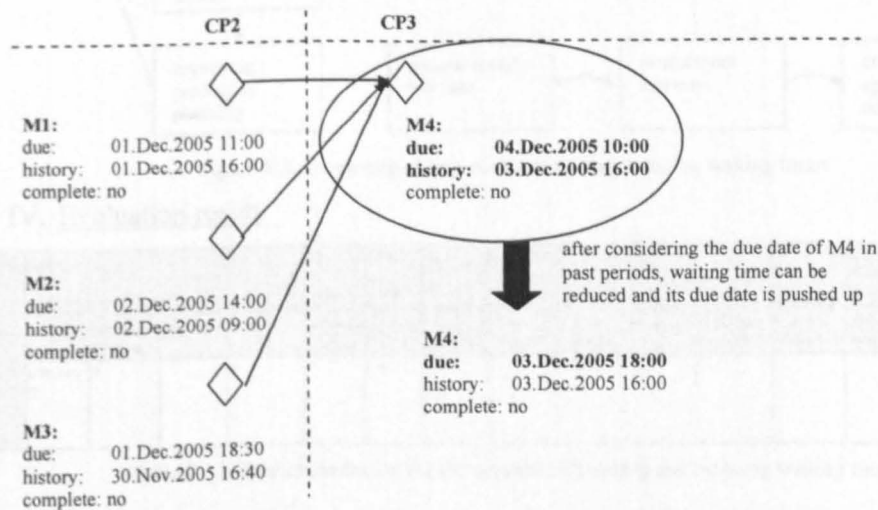 CP2
CP3
M1:
due: 01.Dec.2005 11:00
history: 01.Dec.2005 16:00
complete: no
M2:
due: 02.Dec.2005 14:00
history: 02.Dec.2005 09:00
complete: no
M3:
due: 01.Dec.2005 18:30
history: 30.Nov.2005 16:40
complete: no
M4:
due: 04.Dec.2005 10:00
history: 03.Dec.2005 16:00
complete: no
after considering the due date of M4 in
past periods, waiting time can be
reduced and its due date is pushed up
M4:
due: 03.Dec.2005 18:00
history: 03.Dec.2005 16:00
complete: no